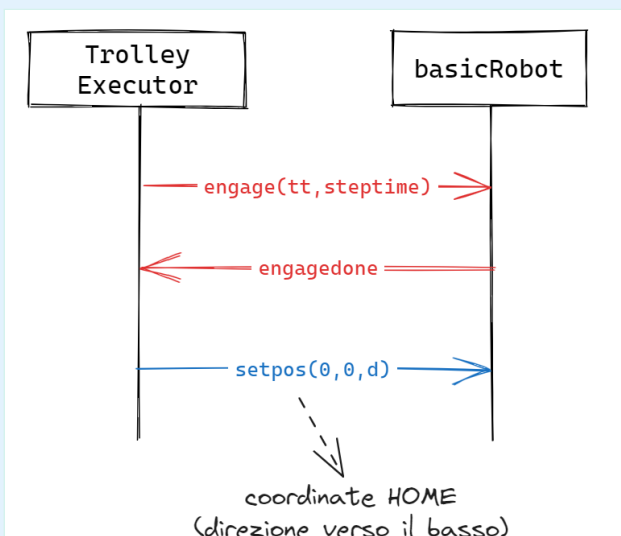 Trolley
Executor
basicRobot
engage(tt,steptime)
engagedone
setpos(0,0,d)
coordinate HOME
(direzione verso il basso)